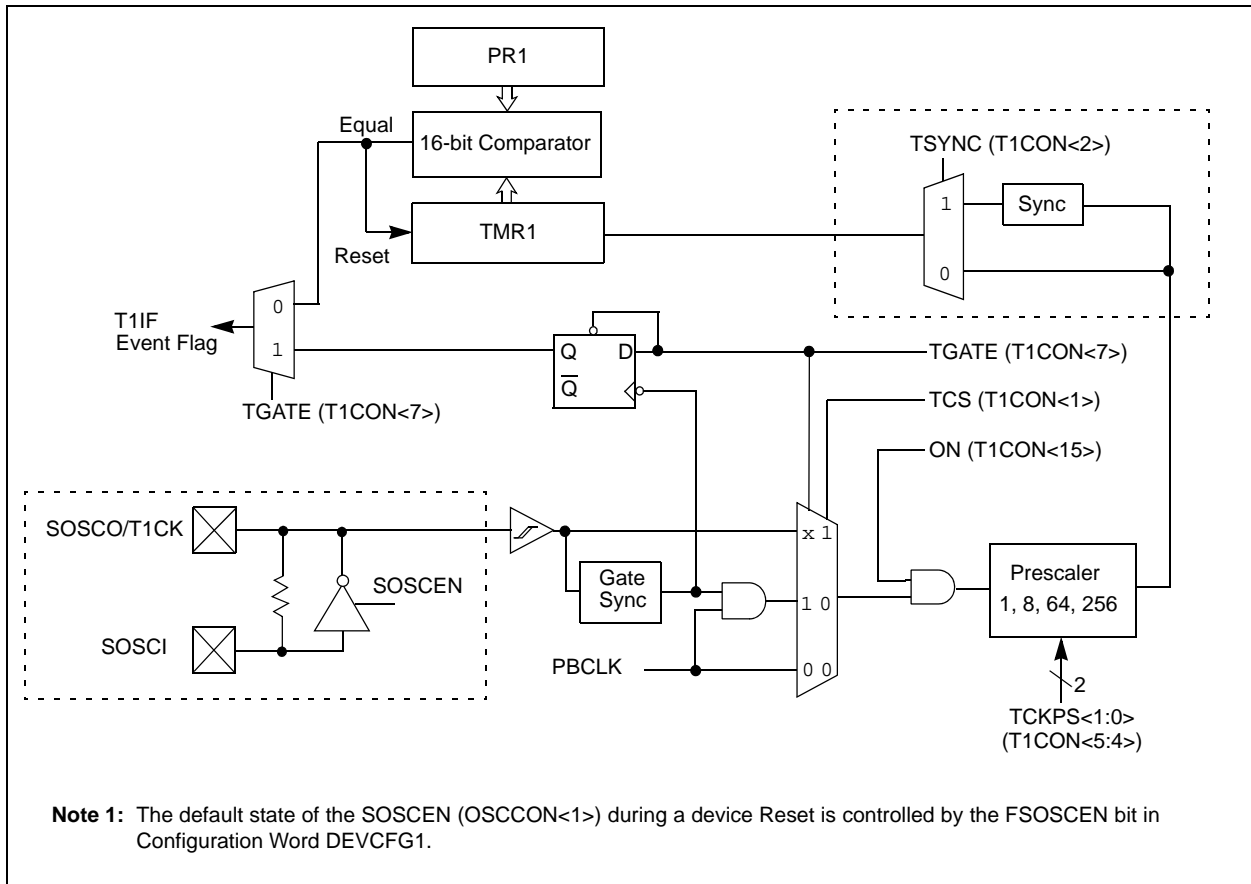 PR1
Equal
16-bit Comparator
TSYNC (T1CON<2>)
1
Sync
TMR1
Reset
0
0
T1IF
Event Flag
1
Q D
Q
TGATE (T1CON<7>)
TGATE (T1CON<7>)
TCS (T1CON<1>)
ON (T1CON<15>)
SOSCO/T1CK
x 1
SOSCEN
Gate
Sync
1 0
Prescaler
1, 8, 64, 256
SOSCI
PBCLK
0 0
2
TCKPS<1:0>
(T1CON<5:4>)
Note 1: The default state of the SOSCEN (OSCCON<1>) during a device Reset is controlled by the FSOSCEN bit in
Configuration Word DEVCFG1.